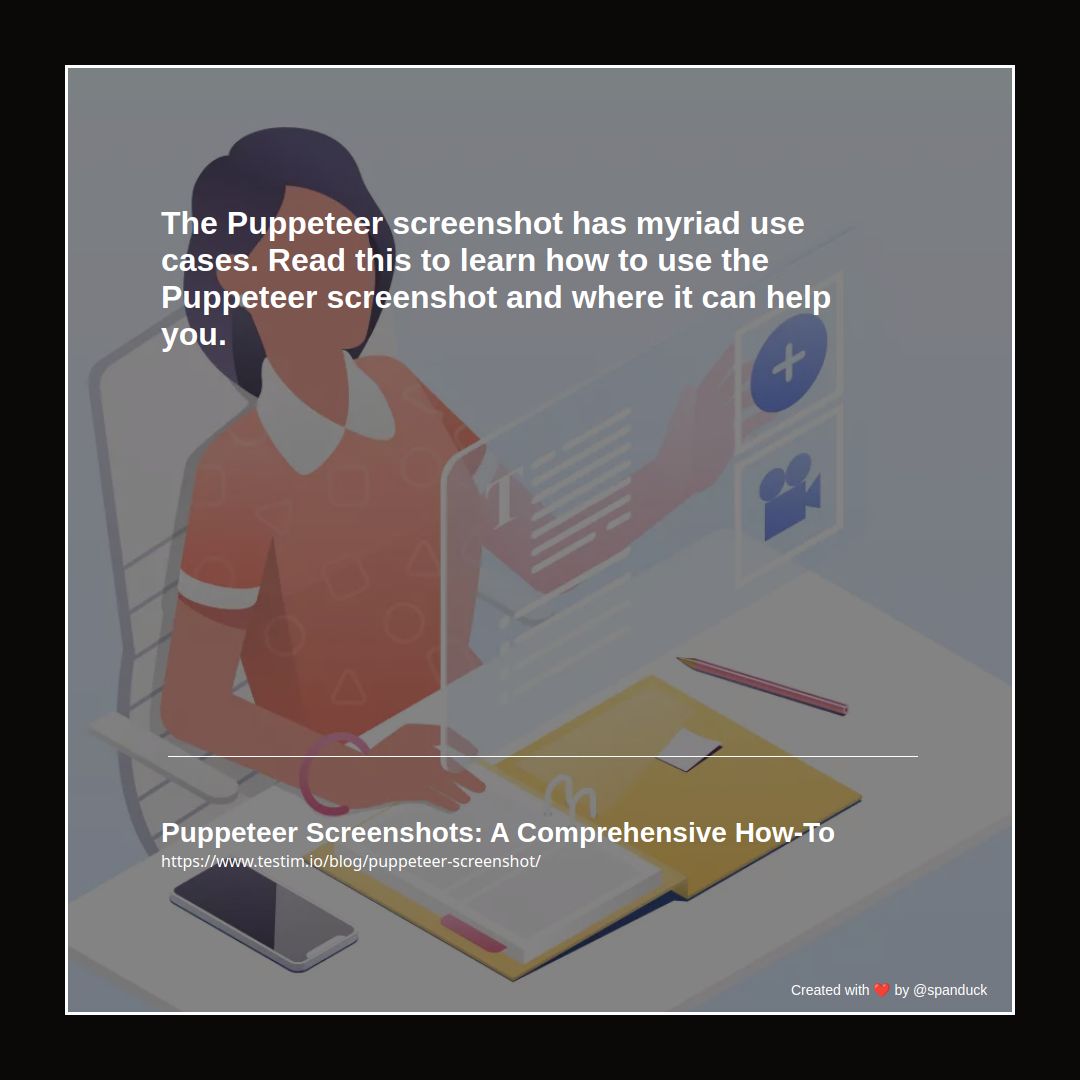 The Puppeteer screenshot has myriad use
cases. Read this to learn how to use the
Puppeteer screenshot and where it can help
you.
T
Puppeteer Screenshots: A Comprehensive How-To
https://www.testim.io/blog/puppeteer-screenshot/
Created with ❤️ by @spanduck